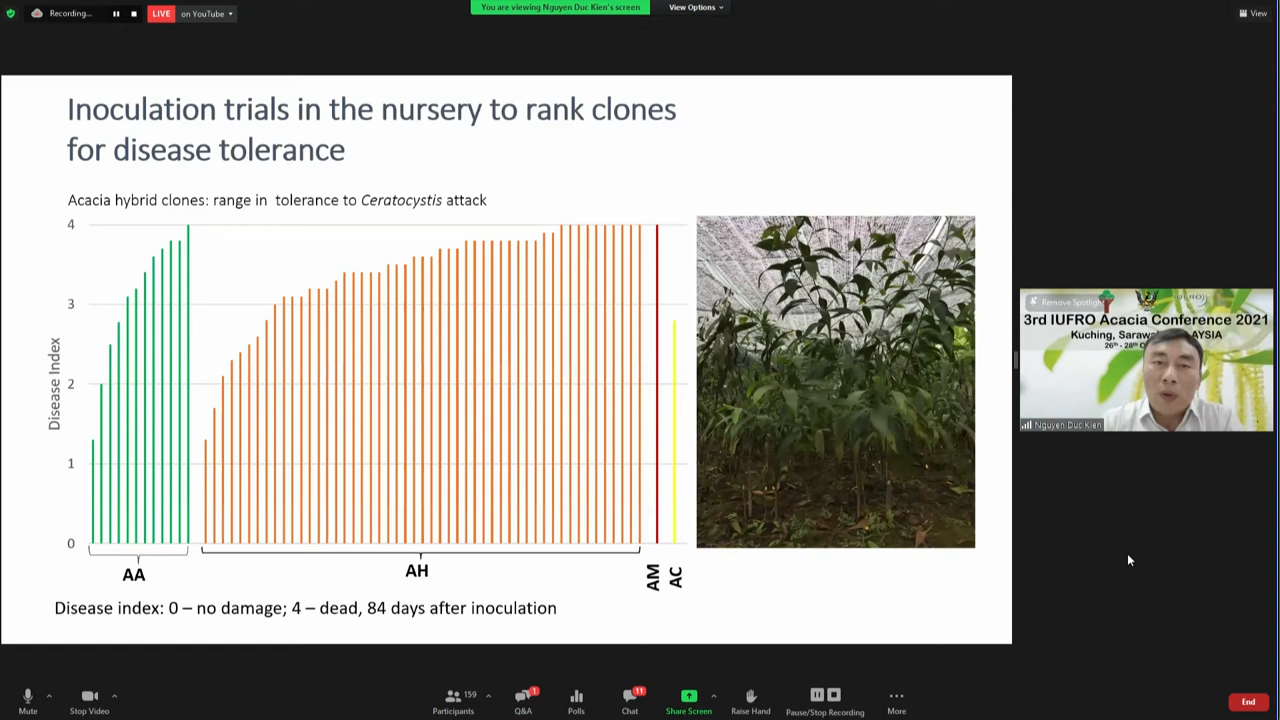 Recording...
LIVE
on YouTube
You are viewing Nguyen Duc Kien's screen
View Options
View
Inoculation trials in the nursery to rank clones
for disease tolerance
Acacia hybrid clones: range in tolerance to Ceratocystis attack
4
3
2
1
0
Disease Index
AA
AH
AM
AC
Disease index: 0 – no damage; 4 – dead, 84 days after inoculation
Remove Spotlight
3rd IUFRO Acacia Conference 2021
Kuching,
Nguyen Duc Kien
Mute
Stop Video
Participants
159
Q&A
1
Polls
Chat
11
Share Screen
Raise Hand
Pause/Stop Recording
More
End